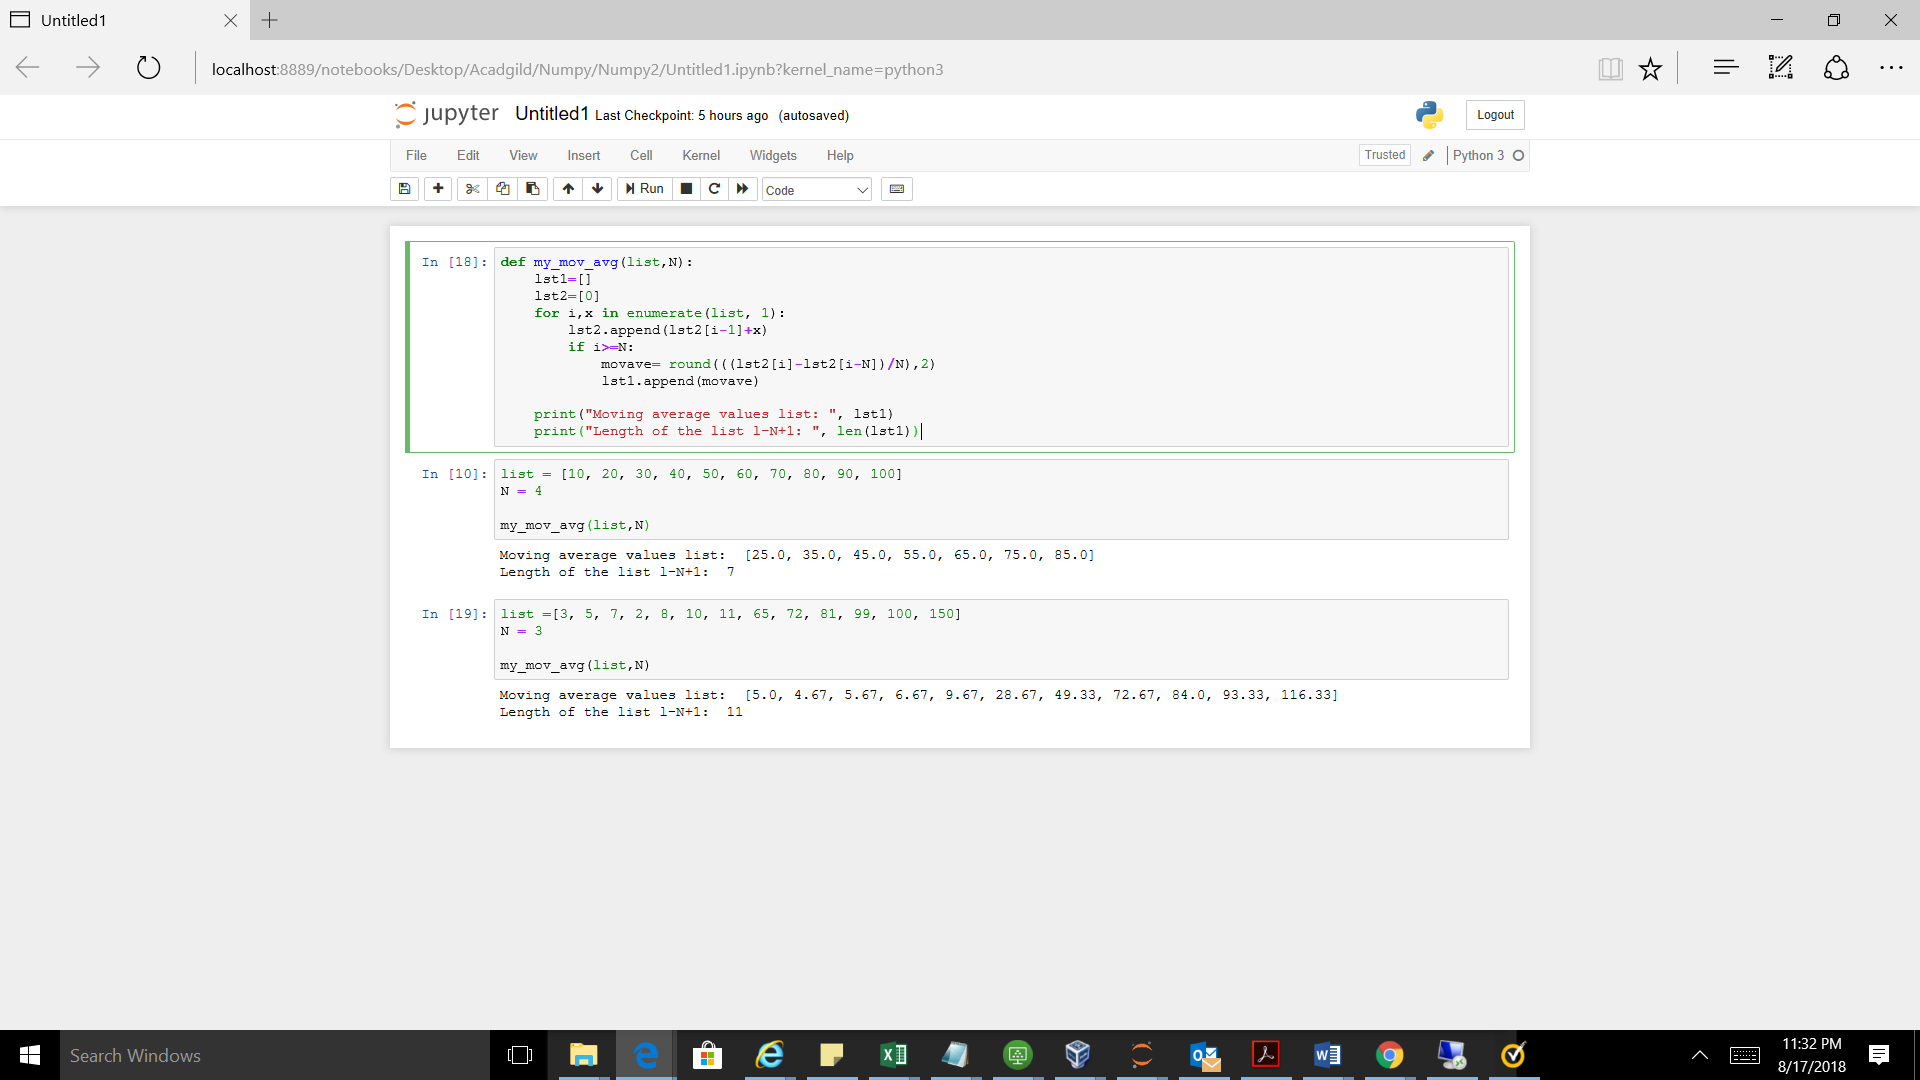 Untitled1
localhost:8889/notebooks/Desktop/Acadgild/Numpy/Numpy2/Untitled1.ipynb?kernel_name=python3
jupyter Untitled1 Last Checkpoint: 5 hours ago (autosaved)
Logout
File Edit View Insert Cell Kernel Widgets Help
Trusted
Python 3
Run
Code
In [18]: def my_mov_avg(list,N):
lst1=[]
lst2=[0]
for i,x in enumerate(list, 1):
lst2.append(lst2[i-1]+x)
if i>=N:
movave= round(((lst2[i]-lst2[i-N])/N),2)
lst1.append(movave)
print("Moving average values list: ", lst1)
print("Length of the list l-N+1: ", len(lst1))
In [10]: list = [10, 20, 30, 40, 50, 60, 70, 80, 90, 100]
N = 4
my_mov_avg(list,N)
Moving average values list:  [25.0, 35.0, 45.0, 55.0, 65.0, 75.0, 85.0]
Length of the list l-N+1:  7
In [19]: list =[3, 5, 7, 2, 8, 10, 11, 65, 72, 81, 99, 100, 150]
N = 3
my_mov_avg(list,N)
Moving average values list:  [5.0, 4.67, 5.67, 6.67, 9.67, 28.67, 49.33, 72.67, 84.0, 93.33, 116.33]
Length of the list l-N+1:  11
Search Windows
11:32 PM
8/17/2018